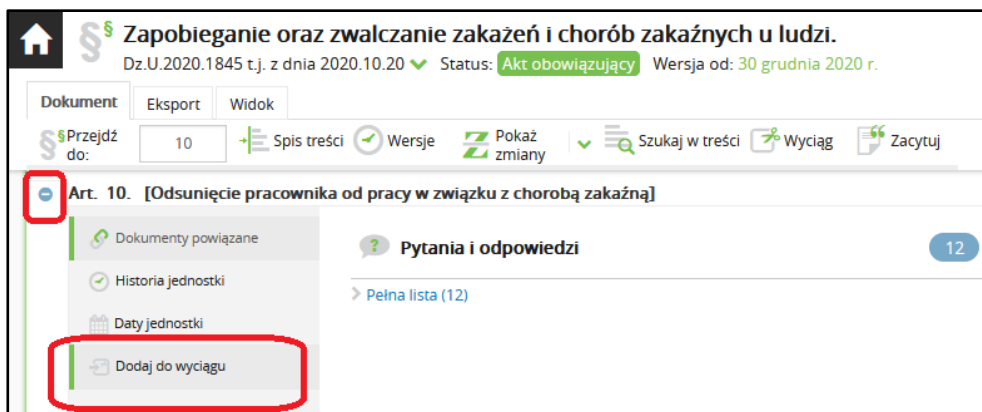 §§ Zapobieganie oraz zwalczanie zakażeń i chorób zakaźnych u ludzi.
Dz.U.2020.1845 t.j. z dnia 2020.10.20 Status: Akt obowiązujący Wersja od: 30 grudnia 2020 r.
Dokument Eksport Widok
§§ Przejdź do: 10 Spis treści Wersje Pokaż zmiany Szukaj w treści Wyciąg Zacytuj
Art. 10. [Odsunięcie pracownika od pracy w związku z chorobą zakaźną]
Dokumenty powiązane
? Pytania i odpowiedzi 12
Historia jednostki
Pełna lista (12)
Daty jednostki
Dodaj do wyciągu